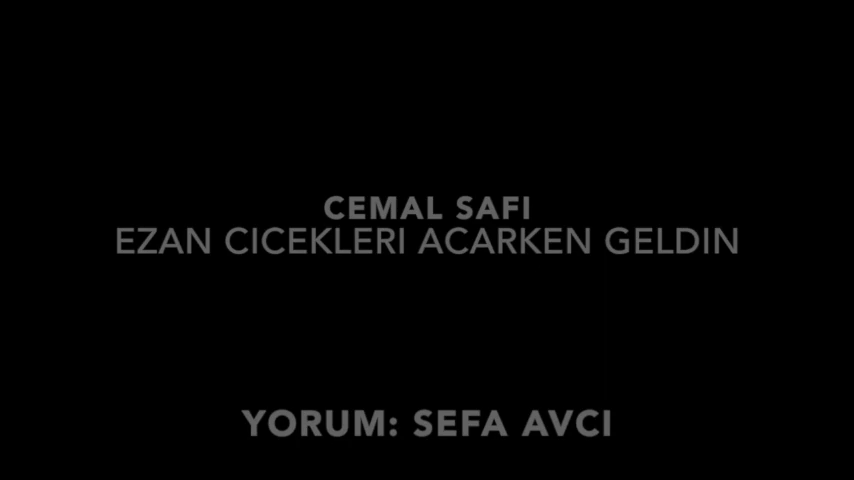 CEMAL SAFI
EZAN CICEKLERI ACARKEN GELDIN
YORUM: SEFA AVCI